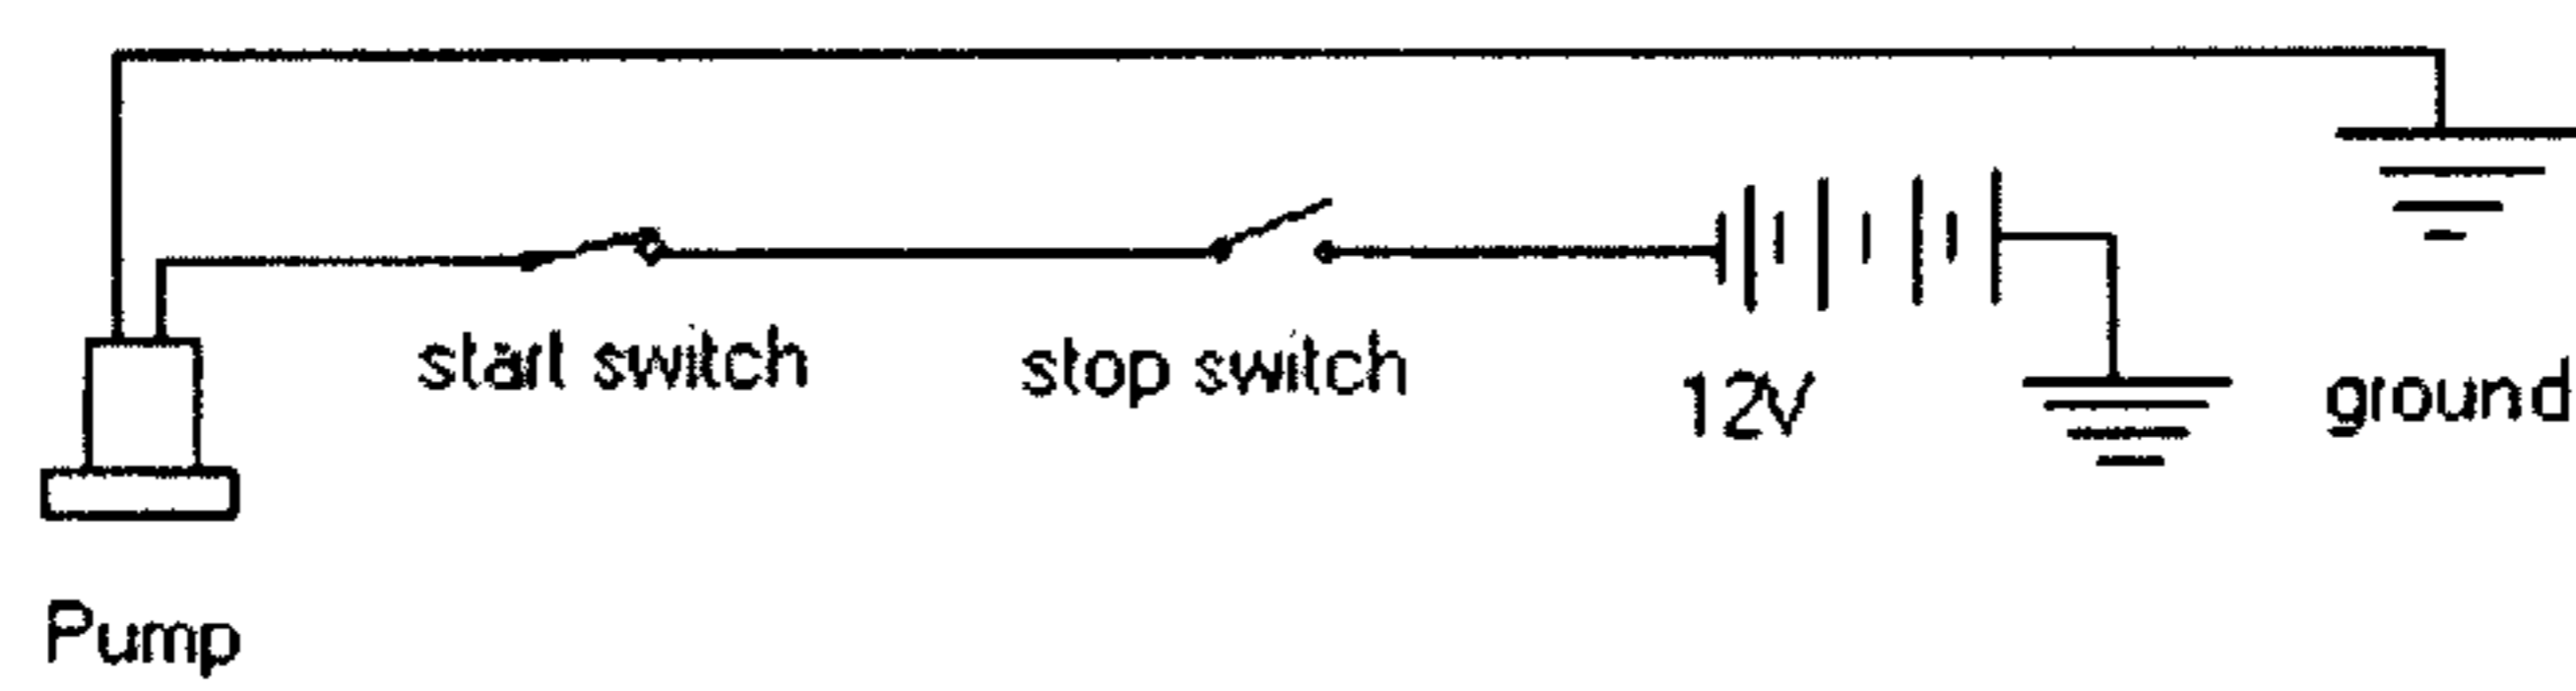 start switch
stop switch
12V
ground
Pump